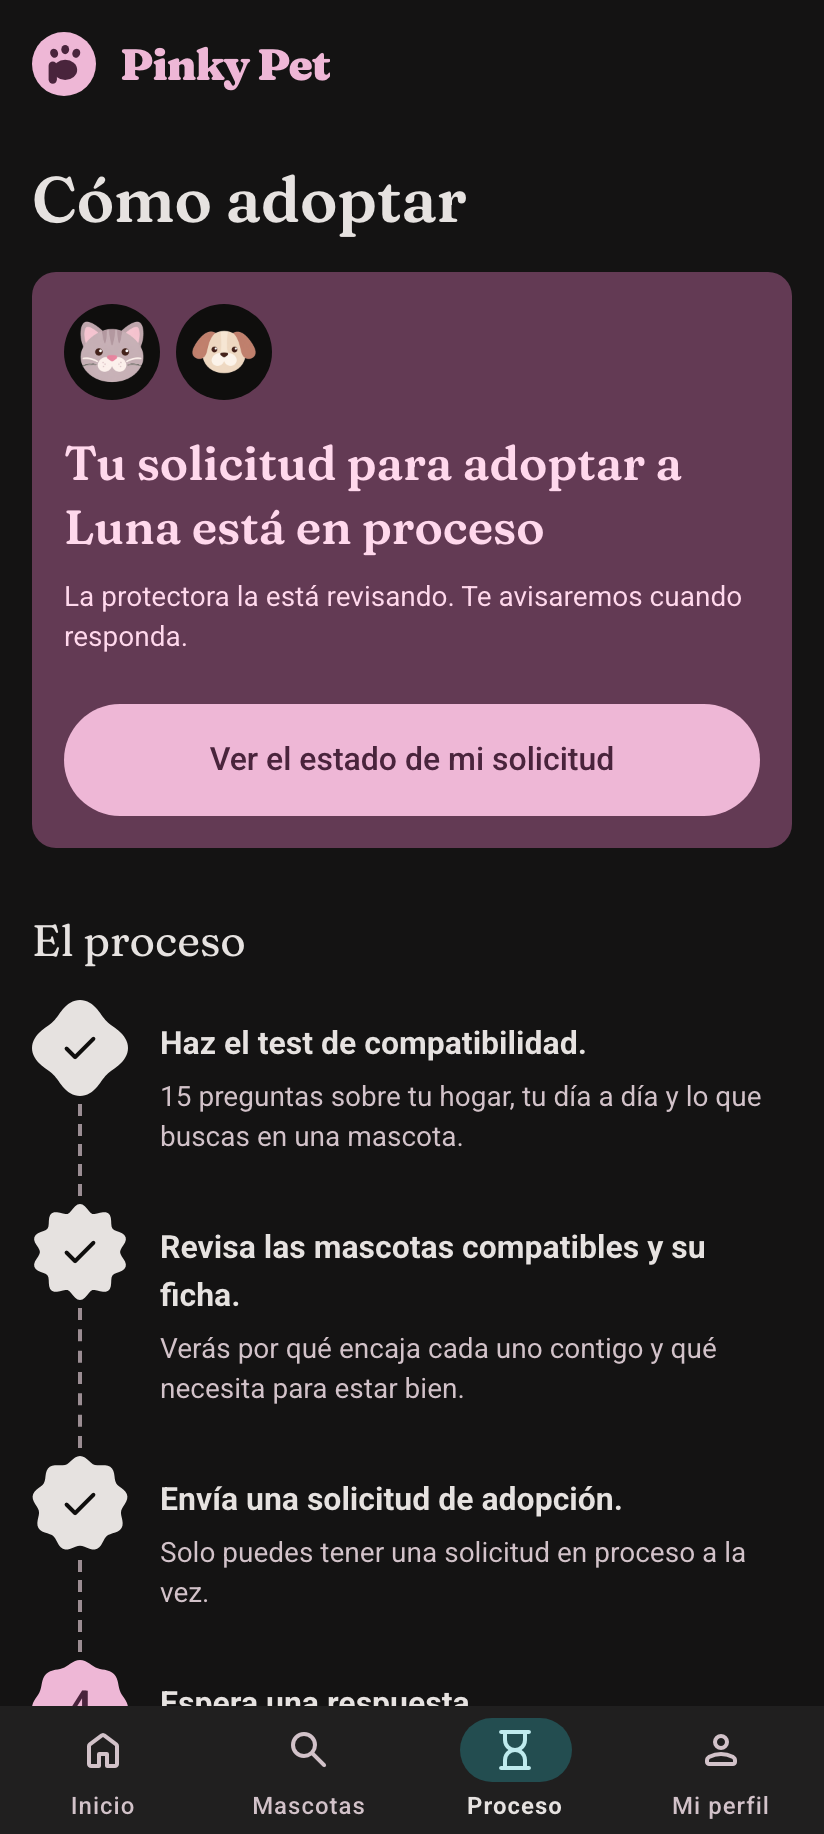 Pinky Pet
Cómo adoptar
Tu solicitud para adoptar a
Luna está en proceso
La protectora la está revisando. Te avisaremos cuando
responda.
Ver el estado de mi solicitud
El proceso
Haz el test de compatibilidad.
15 preguntas sobre tu hogar, tu día a día y lo que
buscas en una mascota.
Revisa las mascotas compatibles y su
ficha.
Verás por qué encaja cada uno contigo y qué
necesita para estar bien.
Envía una solicitud de adopción.
Solo puedes tener una solicitud en proceso a la
vez.
4
Espera una respuesta
Inicio
Mascotas
Proceso
Mi perfil